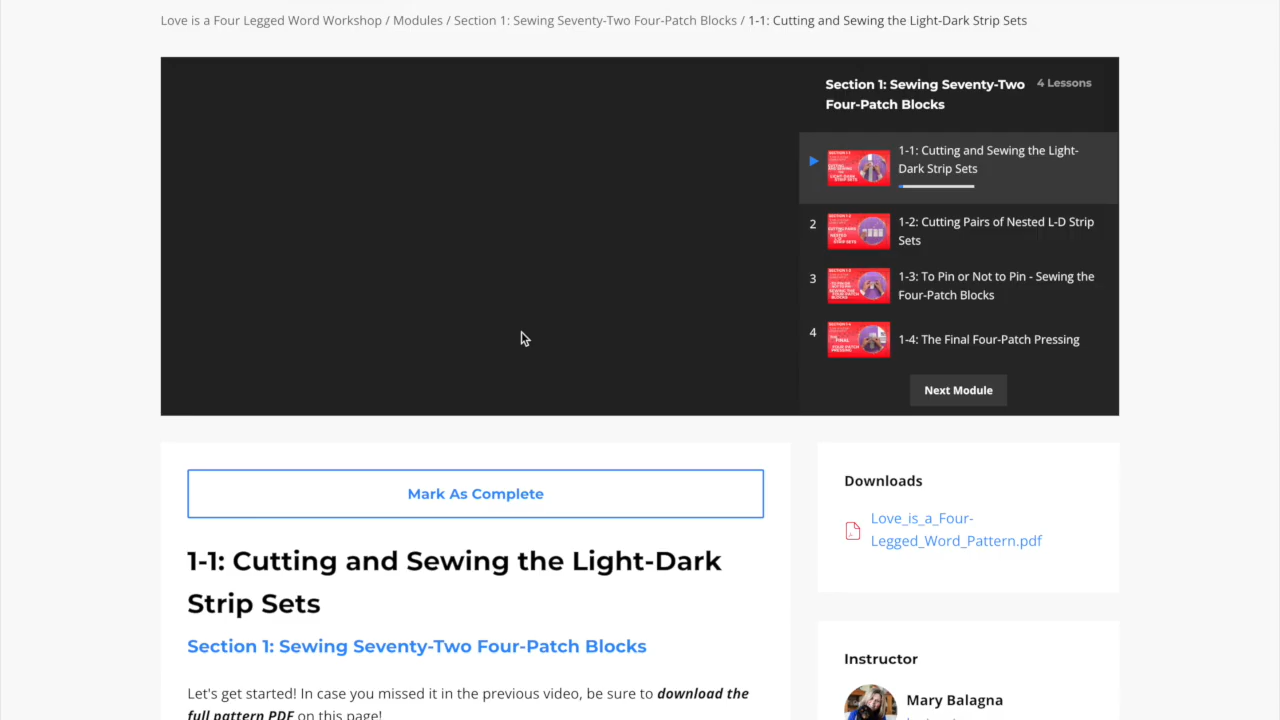 Love is a Four Legged Word Workshop / Modules / Section 1: Sewing Seventy-Two Four-Patch Blocks / 1-1: Cutting and Sewing the Light-Dark Strip Sets
Section 1: Sewing Seventy-Two
Four-Patch Blocks
4 Lessons
1-1: Cutting and Sewing the Light-
Dark Strip Sets
2
1-2: Cutting Pairs of Nested L-D Strip
Sets
3
1-3: To Pin or Not to Pin - Sewing the
Four-Patch Blocks
4
1-4: The Final Four-Patch Pressing
Next Module
Mark As Complete
1-1: Cutting and Sewing the Light-Dark
Strip Sets
Section 1: Sewing Seventy-Two Four-Patch Blocks
Let's get started! In case you missed it in the previous video, be sure to download the
full pattern PDF on this page!
Downloads
Love_is_a_Four-
Legged_Word_Pattern.pdf
Instructor
Mary Balagna